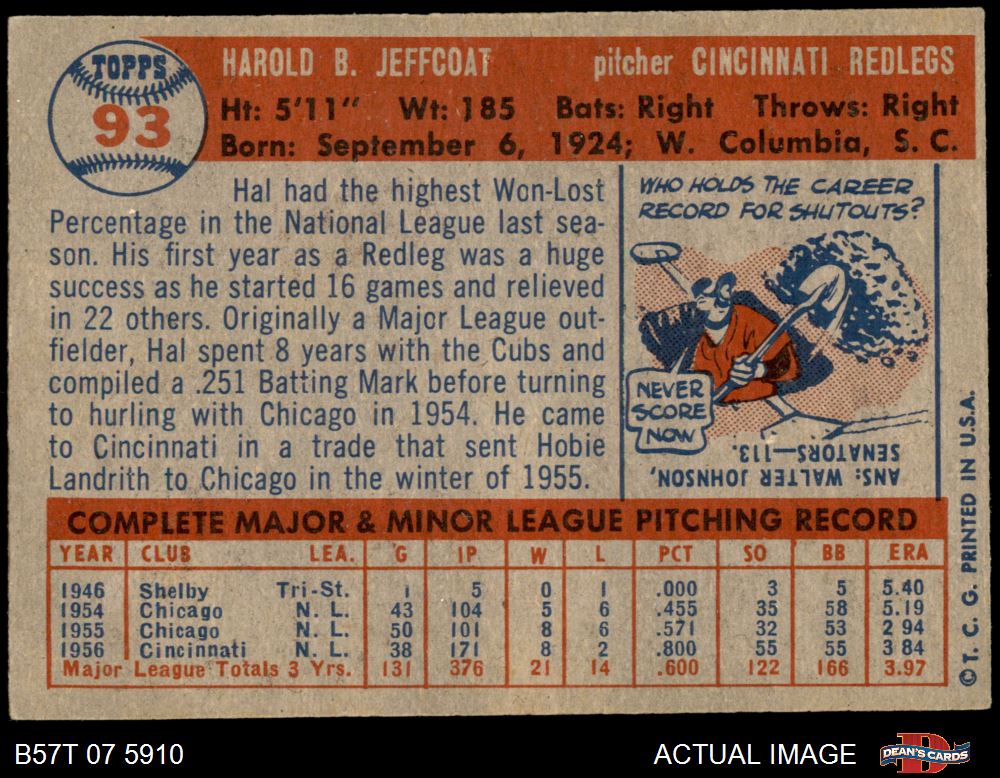 TOPPS
93
HAROLD B. JEFFCOAT pitcher CINCINNATI REDLEGS
Ht: 5'11" Wt: 185 Bats: Right Throws: Right
Born: September 6, 1924; W. Columbia, S. C.
Hal had the highest Won-Lost
Percentage in the National League last sea-
son. His first year as a Redleg was a huge
success as he started 16 games and relieved
in 22 others. Originally a Major League out-
fielder, Hal spent 8 years with the Cubs and
compiled a .251 Batting Mark before turning
to hurling with Chicago in 1954. He came
to Cincinnati in a trade that sent Hobie
Landrith to Chicago in the winter of 1955.
WHO HOLDS THE CAREER
RECORD FOR SHUTOUTS?
NEVER
SCORE
NOW
ANS: WALTER JOHNSON,
SENATORS—113.
COMPLETE MAJOR & MINOR LEAGUE PITCHING RECORD
YEAR CLUB LEA. G IP W L PCT SO BB ERA
1946 Shelby Tri-St. 1 5 0 1 .000 3 5 5.40
1954 Chicago N. L. 43 104 5 6 .455 35 58 5.19
1955 Chicago N. L. 50 101 8 6 .571 32 53 2 94
1956 Cincinnati N. L. 38 171 8 2 .800 55 55 3 84
Major League Totals 3 Yrs. 131 376 21 14 .600 122 166 3.97
© T. C. G. PRINTED IN U.S.A.
B57T 07 5910 ACTUAL IMAGE DEAN'S CARDS